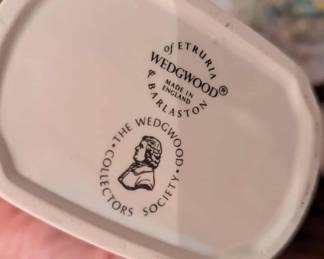 of ETRURIA
WEDGWOOD®
MADE IN
ENGLAND
& BARLASTON
• THE WEDGWOOD •
COLLECTORS SOCIETY